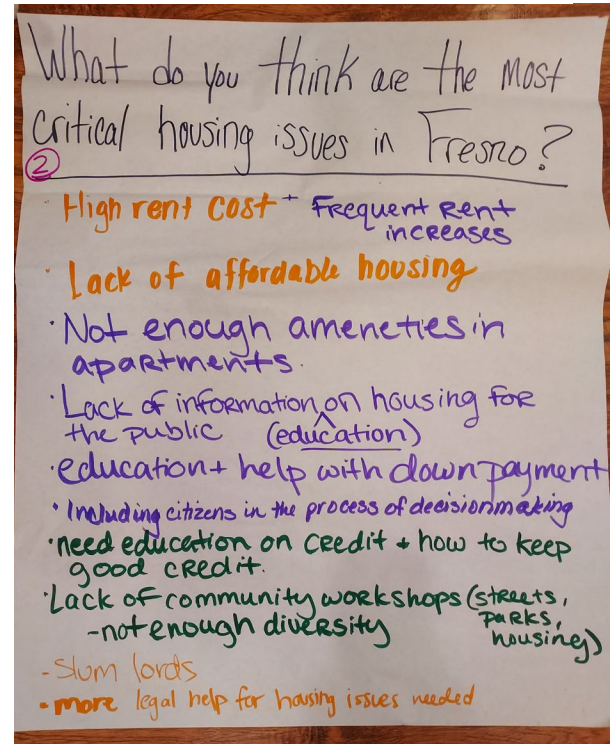 What do you think are the most
critical housing issues in Fresno?
2
· High rent cost + Frequent Rent
increases
· Lack of affordable housing
· Not enough ameneties in
apartments.
· Lack of information ^ on housing for
the public (education)
· education + help with down payment
· Including citizens in the process of decisionmaking
· need education on credit + how to keep
good credit.
· Lack of community workshops (streets,
parks,
- not enough diversity housing)
- Slum lords
· more legal help for housing issues needed